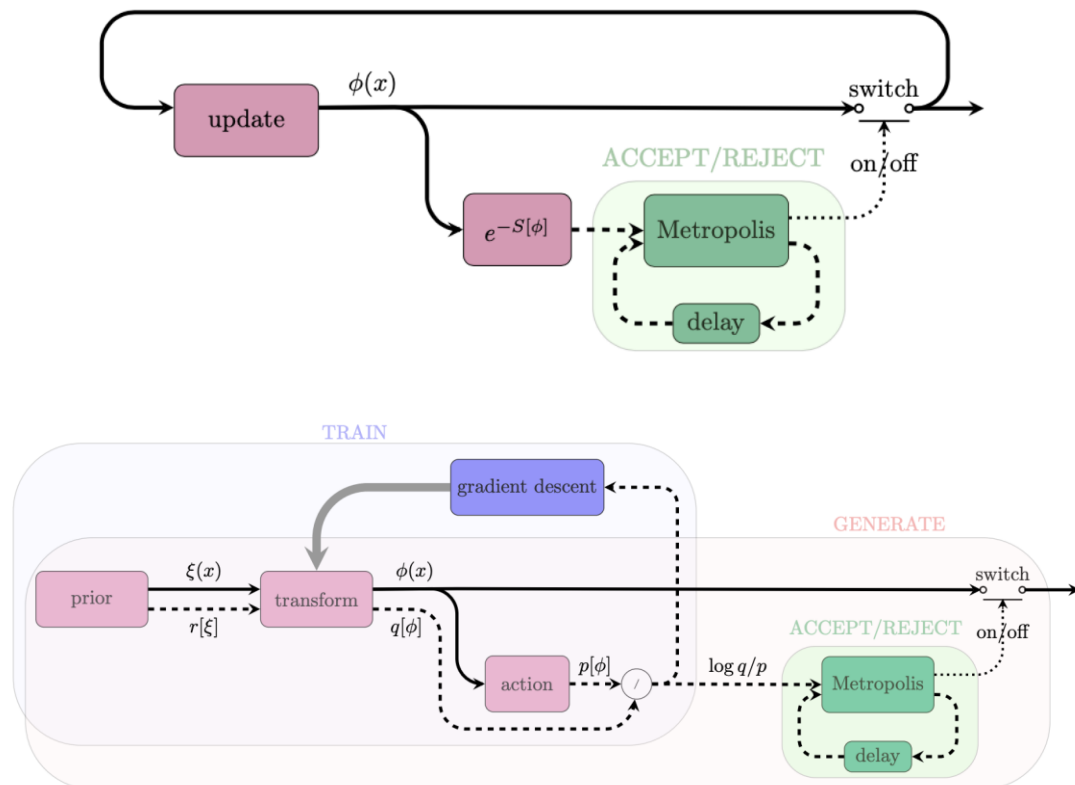 ϕ(x)
switch
update
ACCEPT/REJECT
on/off
e^{−S[ϕ]}
Metropolis
delay
TRAIN
gradient descent
GENERATE
ξ(x)
ϕ(x)
switch
prior
transform
r[ξ]
q[ϕ]
ACCEPT/REJECT
on/off
p[ϕ]
log q/p
action
/
Metropolis
delay